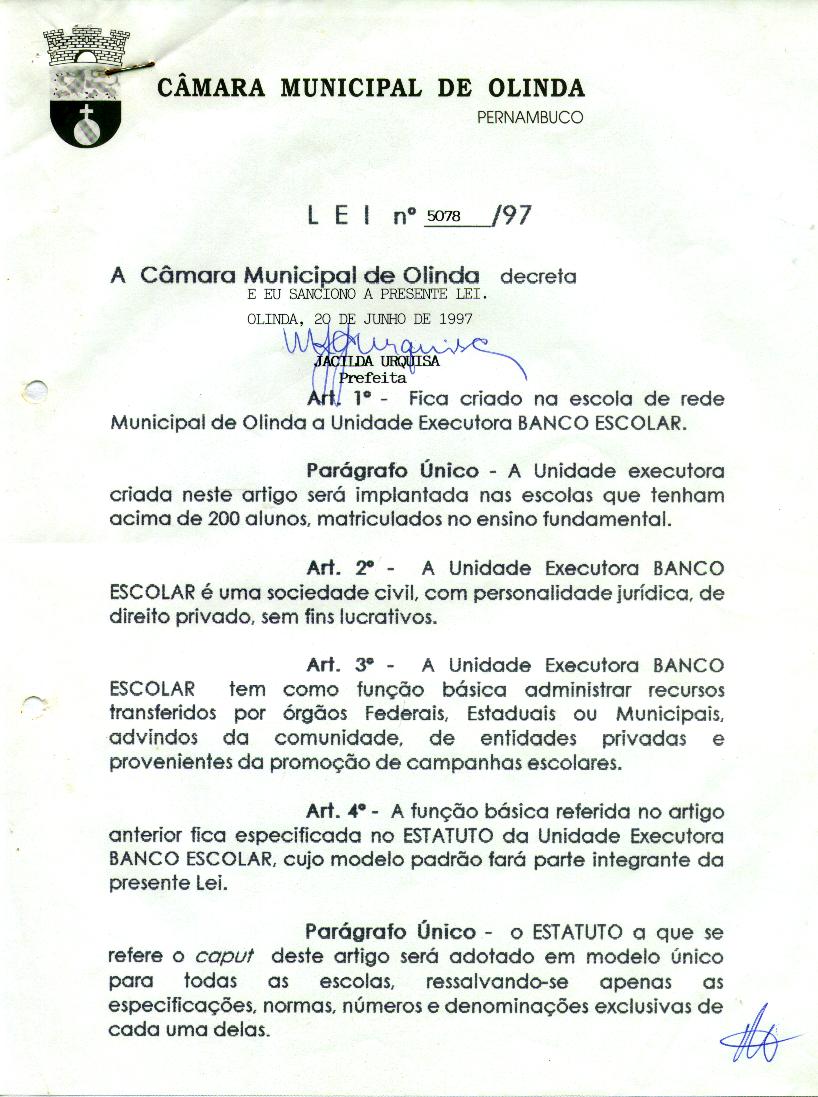 CÂMARA MUNICIPAL DE OLINDA
PERNAMBUCO
L E I nº 5078 /97
A Câmara Municipal de Olinda decreta
E EU SANCIONO A PRESENTE LEI.
OLINDA, 20 DE JUNHO DE 1997
JACILDA URQUISA
Prefeita
Art. 1º - Fica criado na escola de rede
Municipal de Olinda a Unidade Executora BANCO ESCOLAR.
Parágrafo Único - A Unidade executora
criada neste artigo será implantada nas escolas que tenham
acima de 200 alunos, matriculados no ensino fundamental.
Art. 2º - A Unidade Executora BANCO
ESCOLAR é uma sociedade civil, com personalidade jurídica, de
direito privado, sem fins lucrativos.
Art. 3º - A Unidade Executora BANCO
ESCOLAR tem como função básica administrar recursos
transferidos por órgãos Federais, Estaduais ou Municipais,
advindos da comunidade, de entidades privadas e
provenientes da promoção de campanhas escolares.
Art. 4º - A função básica referida no artigo
anterior fica especificada no ESTATUTO da Unidade Executora
BANCO ESCOLAR, cujo modelo padrão fará parte integrante da
presente Lei.
Parágrafo Único - o ESTATUTO a que se
refere o caput deste artigo será adotado em modelo único
para todas as escolas, ressalvando-se apenas as
especificações, normas, números e denominações exclusivas de
cada uma delas.